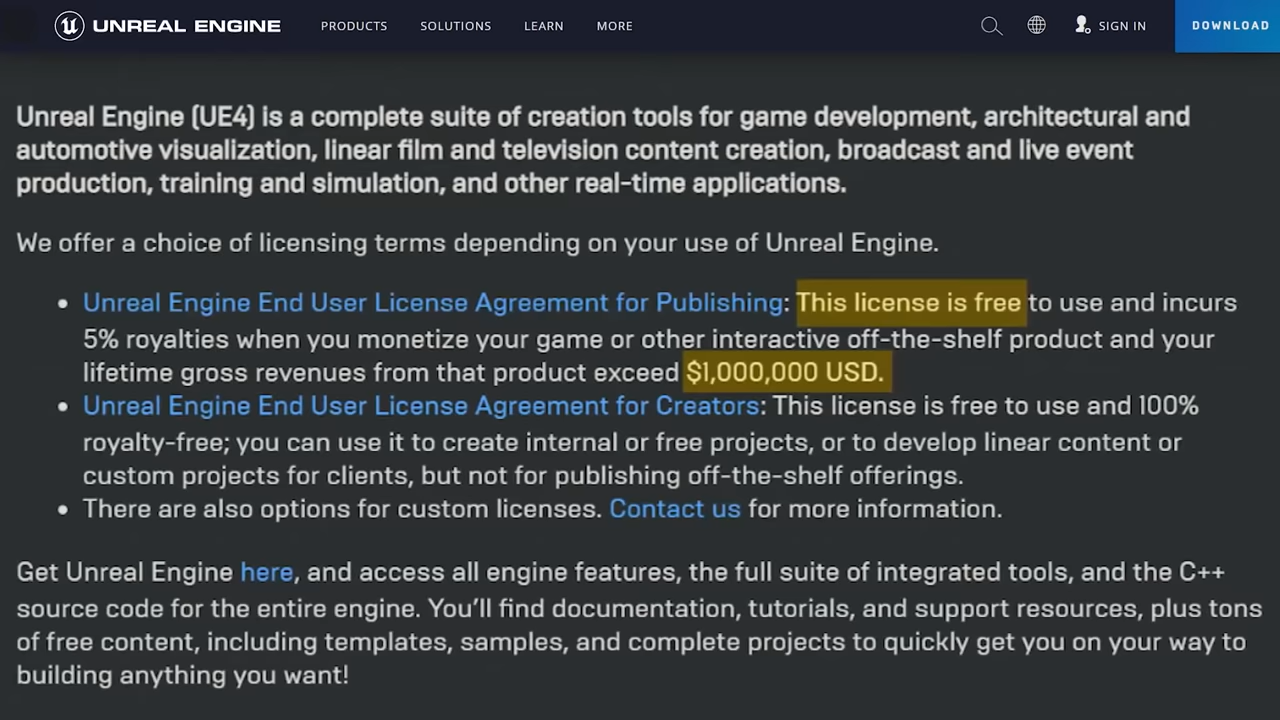 UNREAL ENGINE PRODUCTS SOLUTIONS LEARN MORE SIGN IN DOWNLOAD
Unreal Engine (UE4) is a complete suite of creation tools for game development, architectural and
automotive visualization, linear film and television content creation, broadcast and live event
production, training and simulation, and other real-time applications.
We offer a choice of licensing terms depending on your use of Unreal Engine.
• Unreal Engine End User License Agreement for Publishing: This license is free to use and incurs
5% royalties when you monetize your game or other interactive off-the-shelf product and your
lifetime gross revenues from that product exceed $1,000,000 USD.
• Unreal Engine End User License Agreement for Creators: This license is free to use and 100%
royalty-free; you can use it to create internal or free projects, or to develop linear content or
custom projects for clients, but not for publishing off-the-shelf offerings.
• There are also options for custom licenses. Contact us for more information.
Get Unreal Engine here, and access all engine features, the full suite of integrated tools, and the C++
source code for the entire engine. You’ll find documentation, tutorials, and support resources, plus tons
of free content, including templates, samples, and complete projects to quickly get you on your way to
building anything you want!